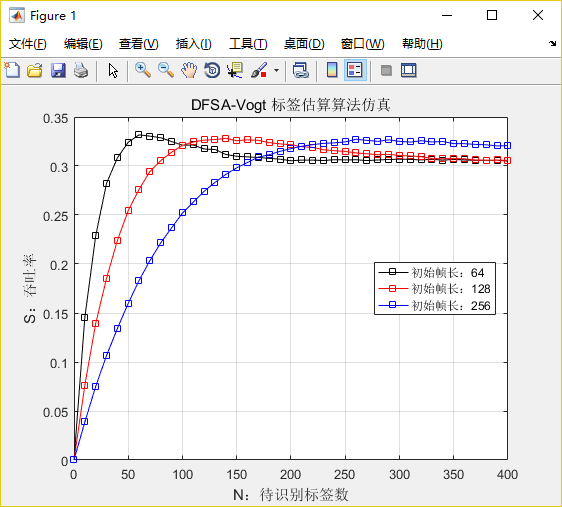 Figure 1
文件(F) 编辑(E) 查看(V) 插入(I) 工具(T) 桌面(D) 窗口(W) 帮助(H)
DFSA-Vogt 标签估算算法仿真
S：吞吐率
0.35
0.3
0.25
0.2
0.15
0.1
0.05
0
初始帧长：64
初始帧长：128
初始帧长：256
0 50 100 150 200 250 300 350 400
N：待识别标签数